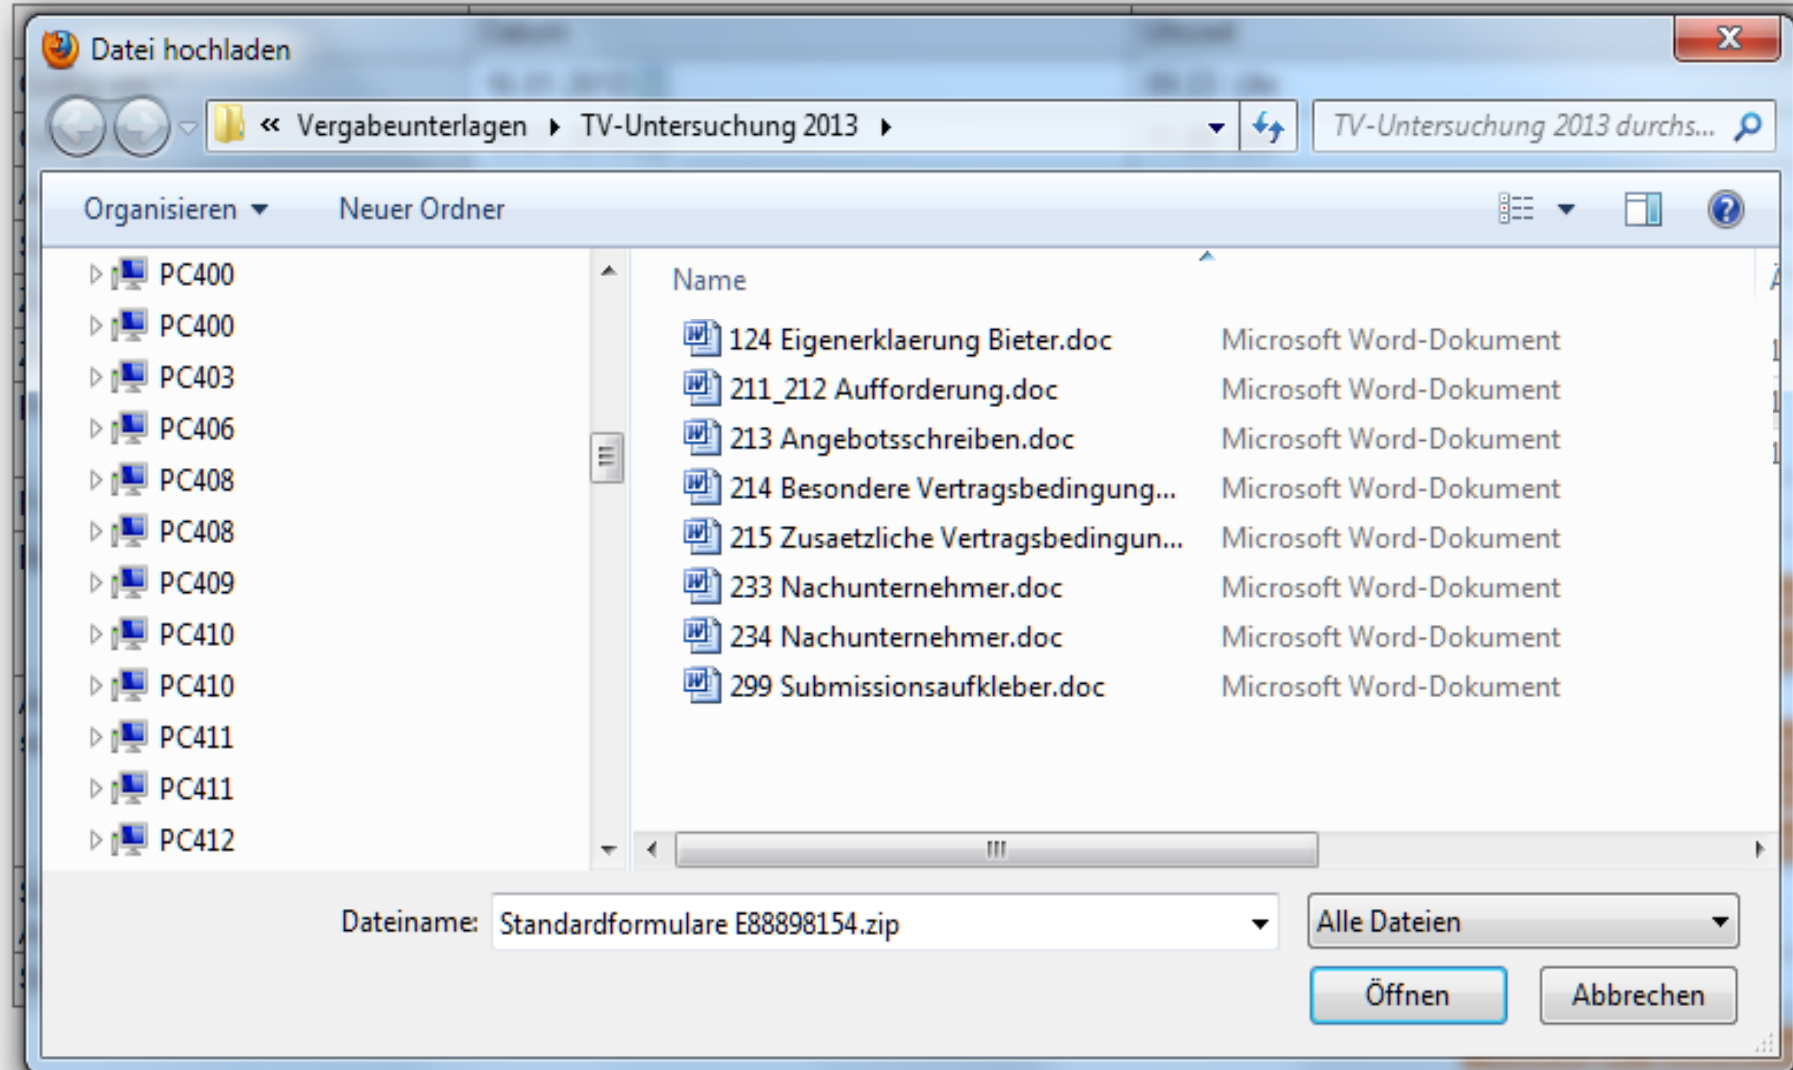 Datei hochladen
« Vergabeunterlagen TV-Untersuchung 2013
TV-Untersuchung 2013 durchs...
Organisieren Neuer Ordner
PC400
PC400
PC403
PC406
PC408
PC408
PC409
PC410
PC410
PC411
PC411
PC412
Name
124 Eigenerklaerung Bieter.doc Microsoft Word-Dokument
211_212 Aufforderung.doc Microsoft Word-Dokument
213 Angebotsschreiben.doc Microsoft Word-Dokument
214 Besondere Vertragsbedingung... Microsoft Word-Dokument
215 Zusaetzliche Vertragsbedingun... Microsoft Word-Dokument
233 Nachunternehmer.doc Microsoft Word-Dokument
234 Nachunternehmer.doc Microsoft Word-Dokument
299 Submissionsaufkleber.doc Microsoft Word-Dokument
Dateiname: Standardformulare E88898154.zip Alle Dateien
Öffnen Abbrechen